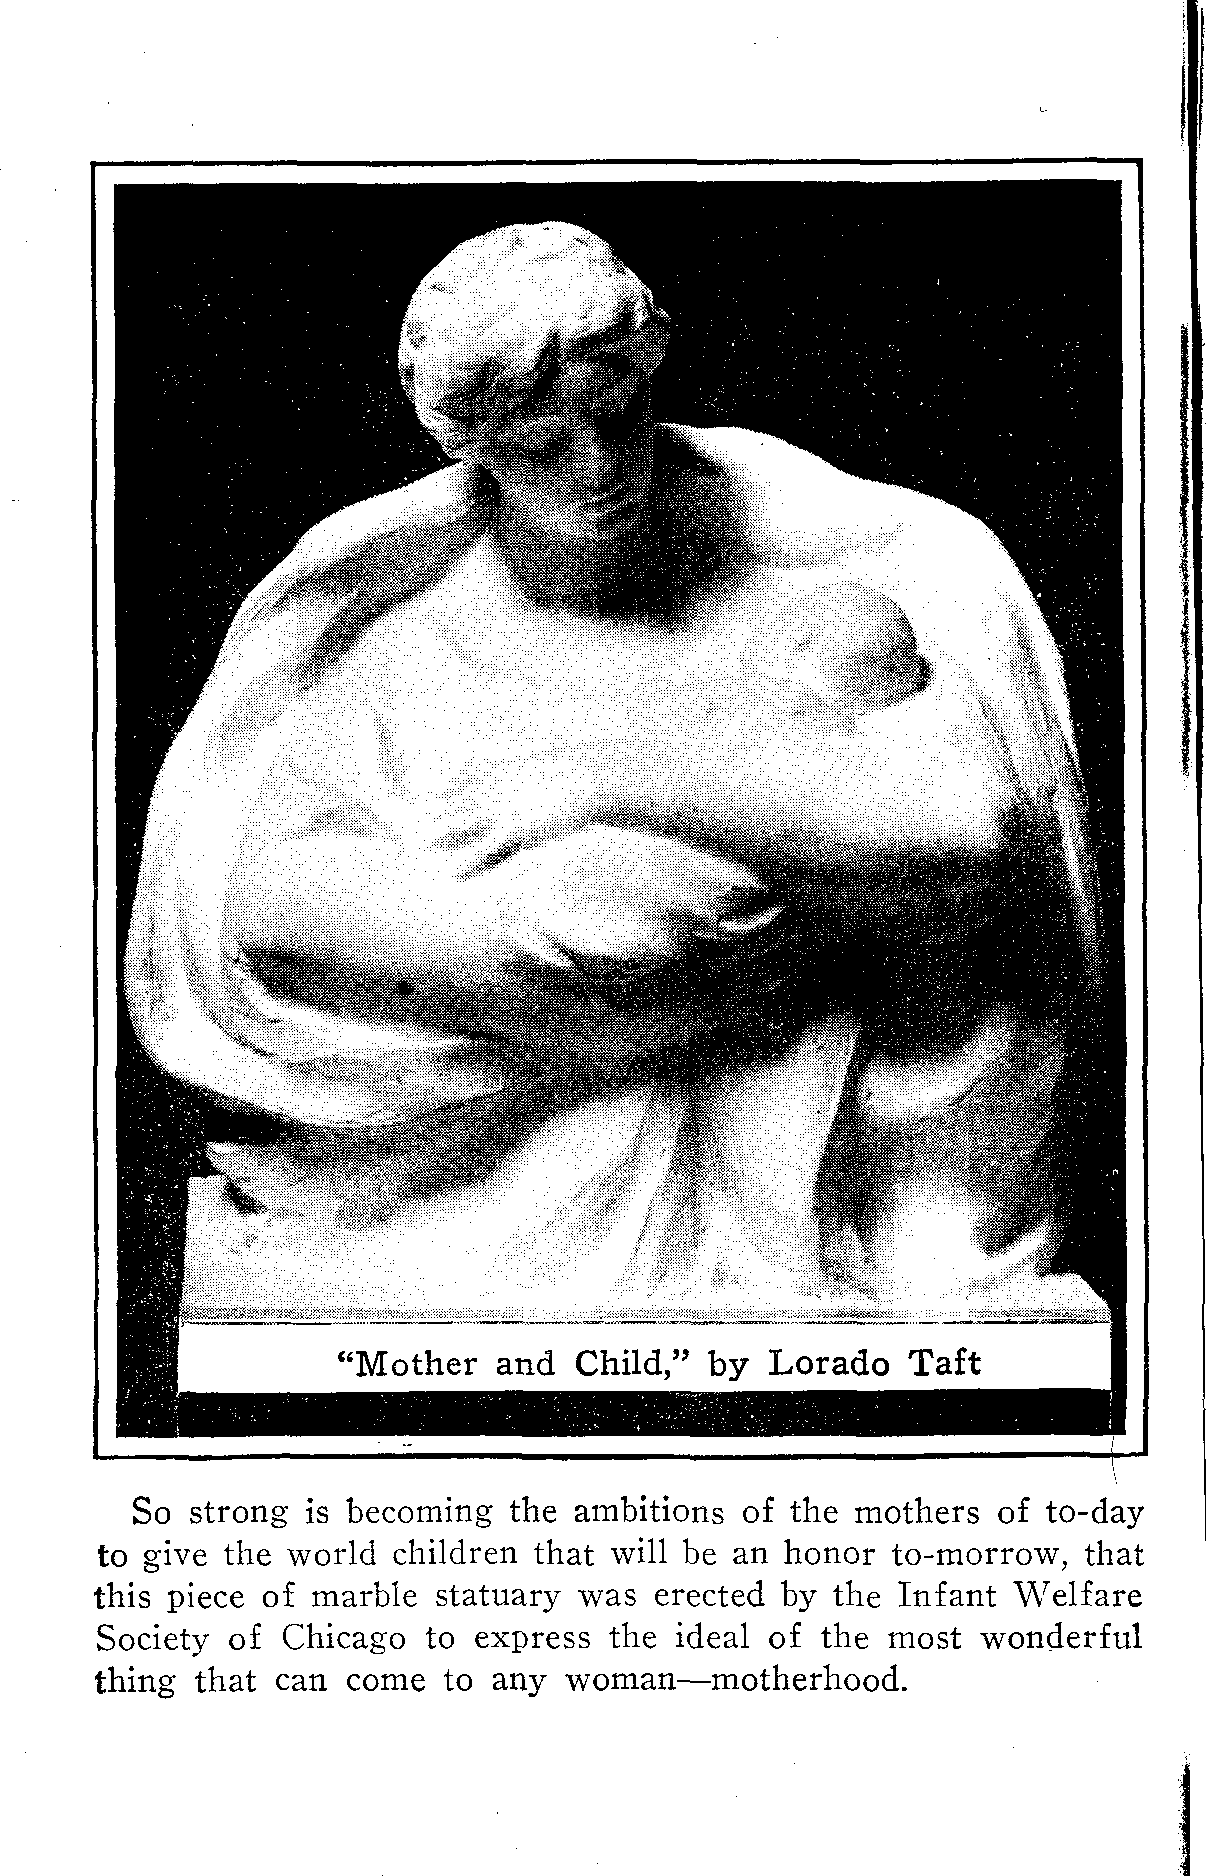 “Mother and Child,” by Lorado Taft
So strong is becoming the ambitions of the mothers of to-day
to give the world children that will be an honor to-morrow, that
this piece of marble statuary was erected by the Infant Welfare
Society of Chicago to express the ideal of the most wonderful
thing that can come to any woman—motherhood.